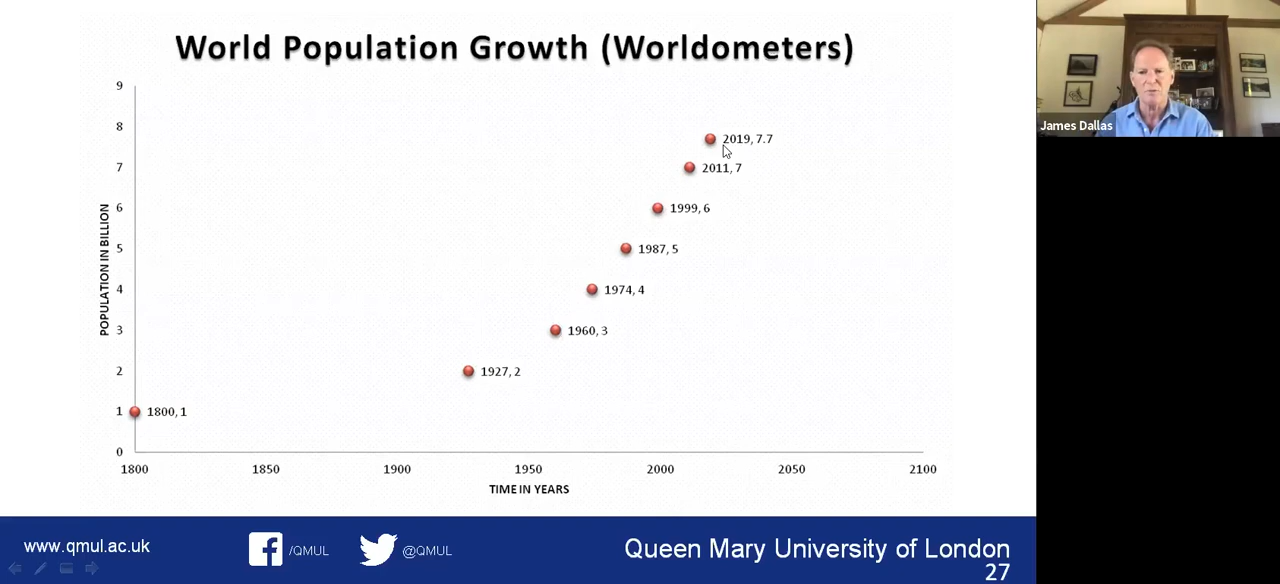 World Population Growth (Worldometers)
9
8
7
6
5
4
3
2
1
0
POPULATION IN BILLION
2019, 7.7
2011, 7
1999, 6
1987, 5
1974, 4
1960, 3
1927, 2
1800, 1
1800 1850 1900 1950 2000 2050 2100
TIME IN YEARS
www.qmul.ac.uk
/QMUL
@QMUL
Queen Mary University of London
27
James Dallas